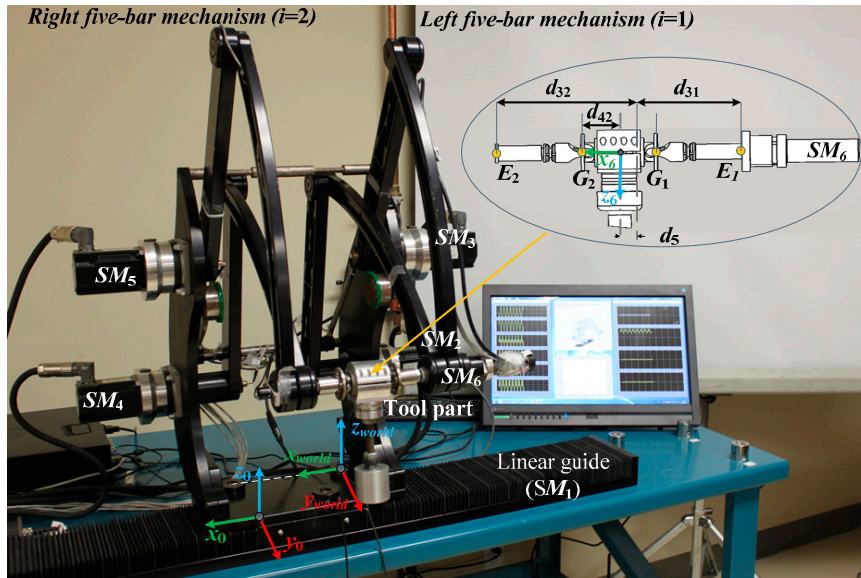 Right five-bar mechanism (i=2)
Left five-bar mechanism (i=1)
d32
d31
d42
SM6
x6
E2
G2
G1
E1
z6
d5
SM3
SM5
SM2
SM6
SM4
Tool part
zworld
xworld
z0
Linear guide
(SM1)
yworld
x0
y0